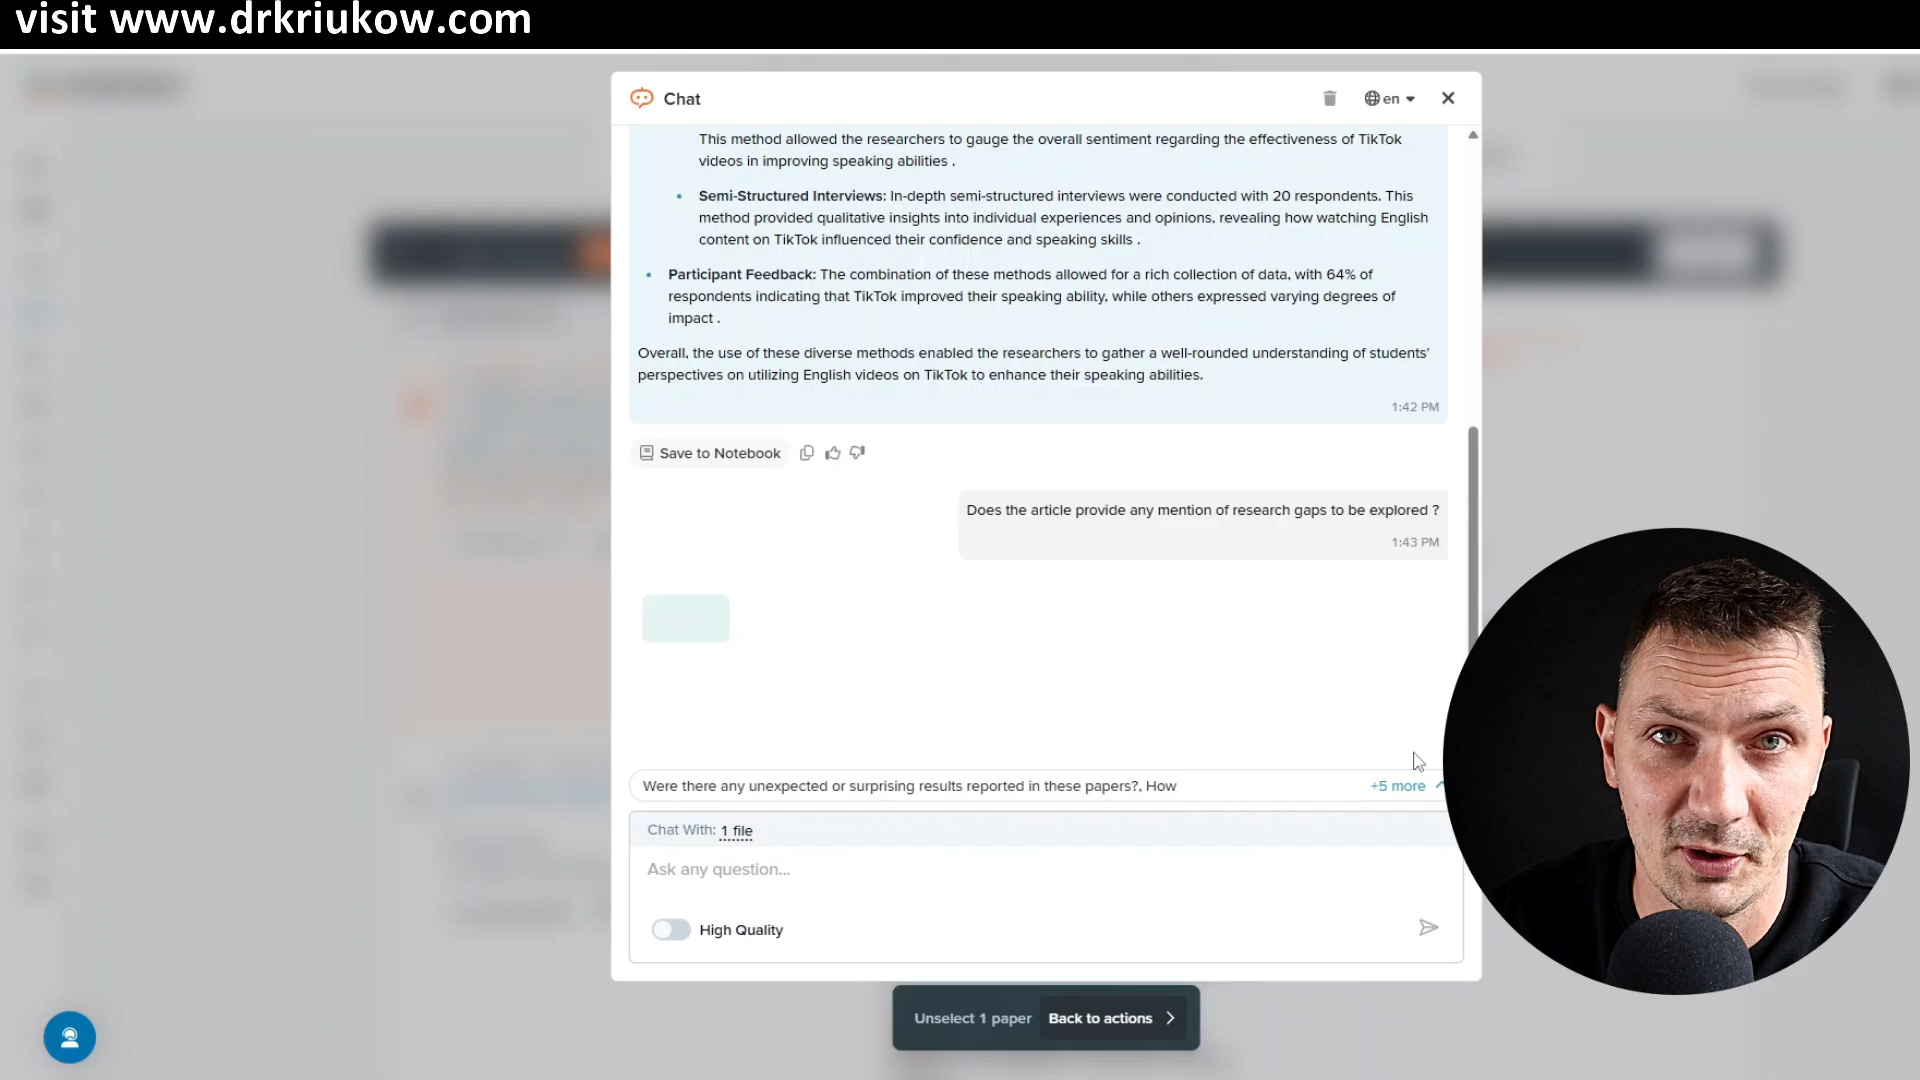 visit www.drkriukow.com
Chat
en
This method allowed the researchers to gauge the overall sentiment regarding the effectiveness of TikTok
videos in improving speaking abilities .
• Semi-Structured Interviews: In-depth semi-structured interviews were conducted with 20 respondents. This
method provided qualitative insights into individual experiences and opinions, revealing how watching English
content on TikTok influenced their confidence and speaking skills .
• Participant Feedback: The combination of these methods allowed for a rich collection of data, with 64% of
respondents indicating that TikTok improved their speaking ability, while others expressed varying degrees of
impact .
Overall, the use of these diverse methods enabled the researchers to gather a well-rounded understanding of students'
perspectives on utilizing English videos on TikTok to enhance their speaking abilities.
1:42 PM
Save to Notebook
Does the article provide any mention of research gaps to be explored ?
1:43 PM
Were there any unexpected or surprising results reported in these papers?, How
+5 more
Chat With: 1 file
Ask any question...
High Quality
Unselect 1 paper
Back to actions